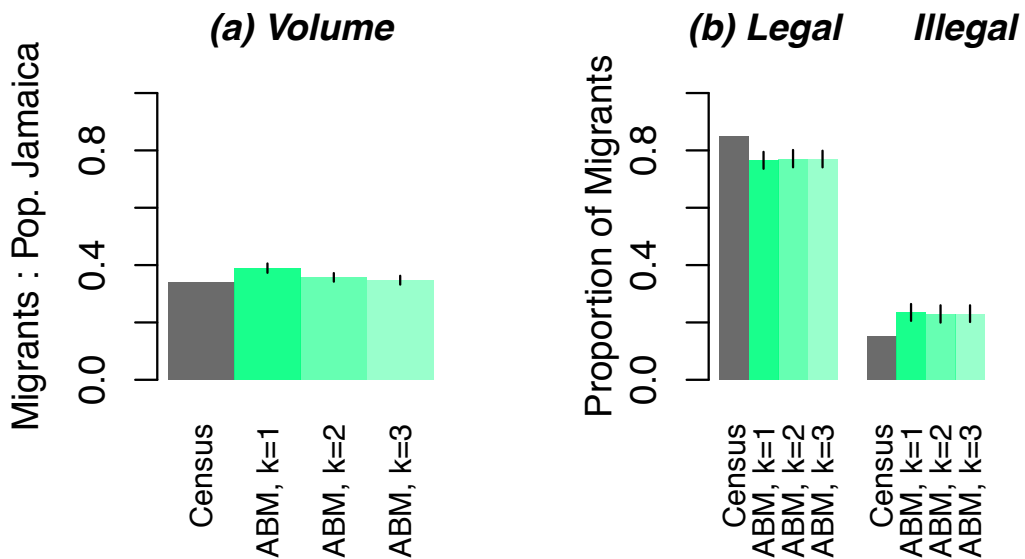 (a) Volume
Migrants : Pop. Jamaica
0.0
0.4
0.8
Census
ABM, k=1
ABM, k=2
ABM, k=3
(b) Legal
Illegal
Proportion of Migrants
0.0
0.4
0.8
Census
ABM, k=1
ABM, k=2
ABM, k=3
Census
ABM, k=1
ABM, k=2
ABM, k=3